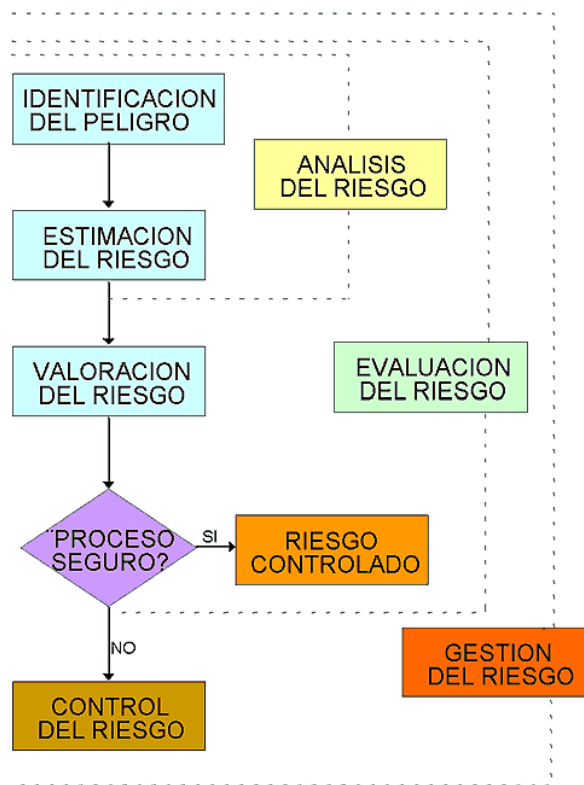 IDENTIFICACION
DEL PELIGRO
ANALISIS
DEL RIESGO
ESTIMACION
DEL RIESGO
VALORACION
DEL RIESGO
EVALUACION
DEL RIESGO
¨PROCESO
SEGURO?
SI
RIESGO
CONTROLADO
NO
GESTION
DEL RIESGO
CONTROL
DEL RIESGO